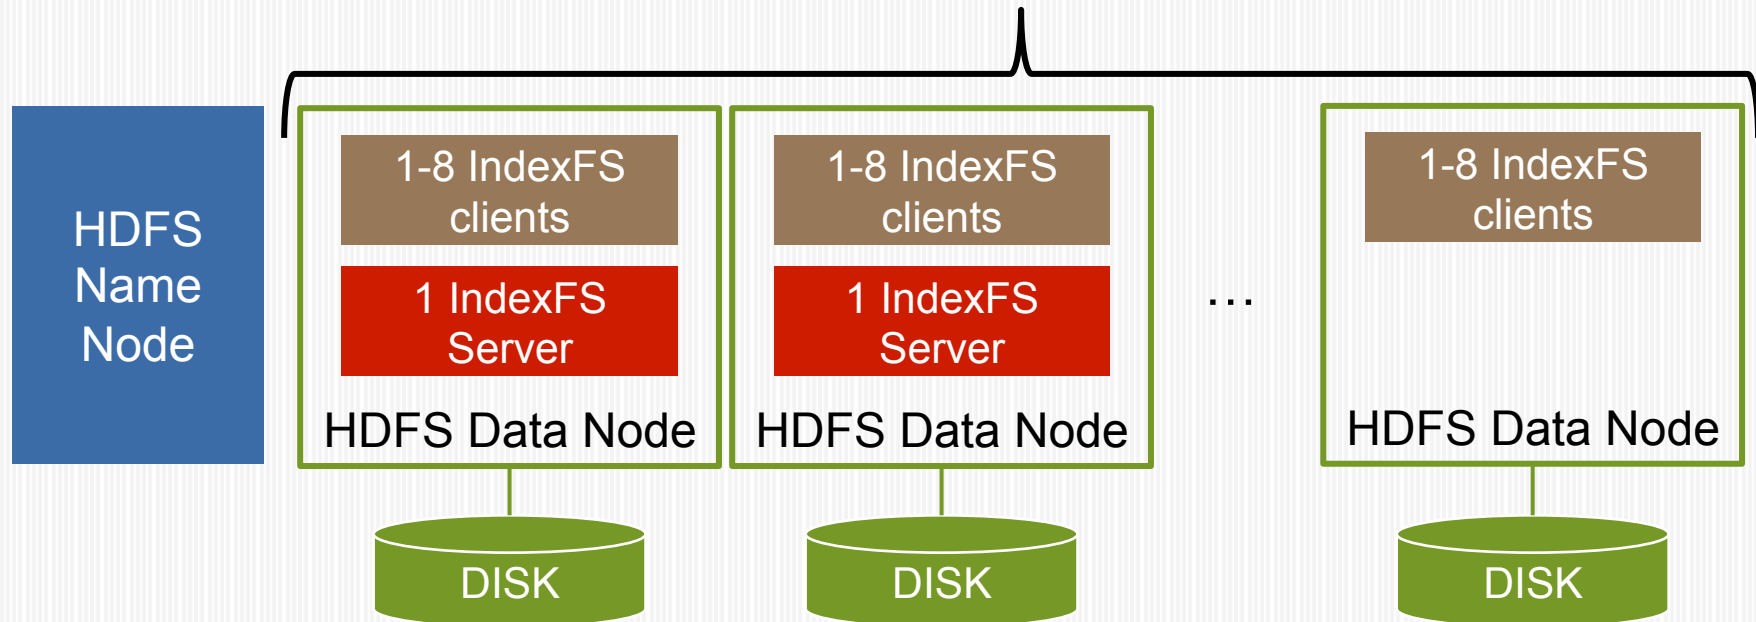 HDFS
Name
Node
1-8 IndexFS
clients
1 IndexFS
Server
HDFS Data Node
DISK
1-8 IndexFS
clients
1 IndexFS
Server
HDFS Data Node
DISK
...
1-8 IndexFS
clients
HDFS Data Node
DISK